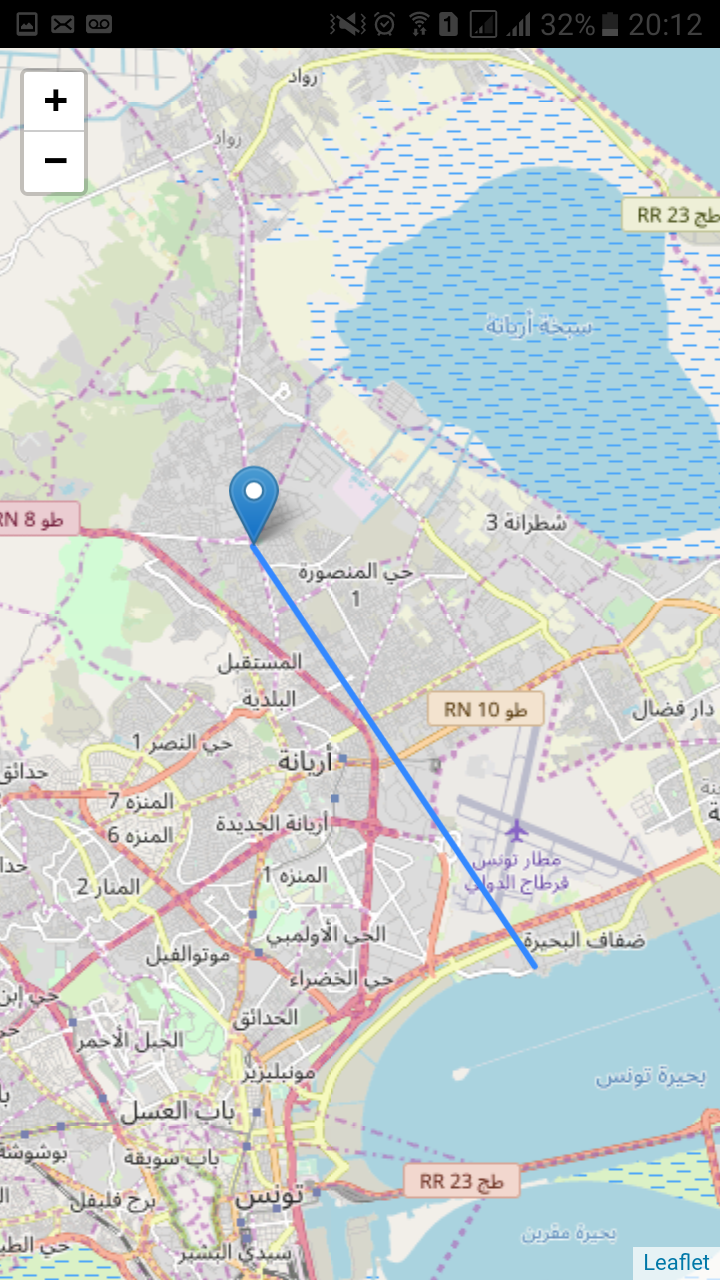 32% 20:12
1
+
−
رواد
رواد
RR 23 طج
سبخة أريانة
RN 8 طو
شطرانة 3
حي المنصورة
1
المستقبل
البلدية
RN 10 طو
دار فضال
حي النصر 1
أريانة
حدائق
المنزه 7
أريانة الجديدة
المنزه 6
مطار تونس
قرطاج الدولي
المنزه 1
المنار 2
الحي الأولمبي
ضفاف البحيرة
موتوالفيل
حي الخضراء
حي إبن
الحدائق
الجبل الأحمر
مونبليزير
بحيرة تونس
باب العسل
بوشوشة
باب سويقة
RR 23 طج
تونس
برج فليفل
بحيرة مقرين
سيدي البشير
Leaflet